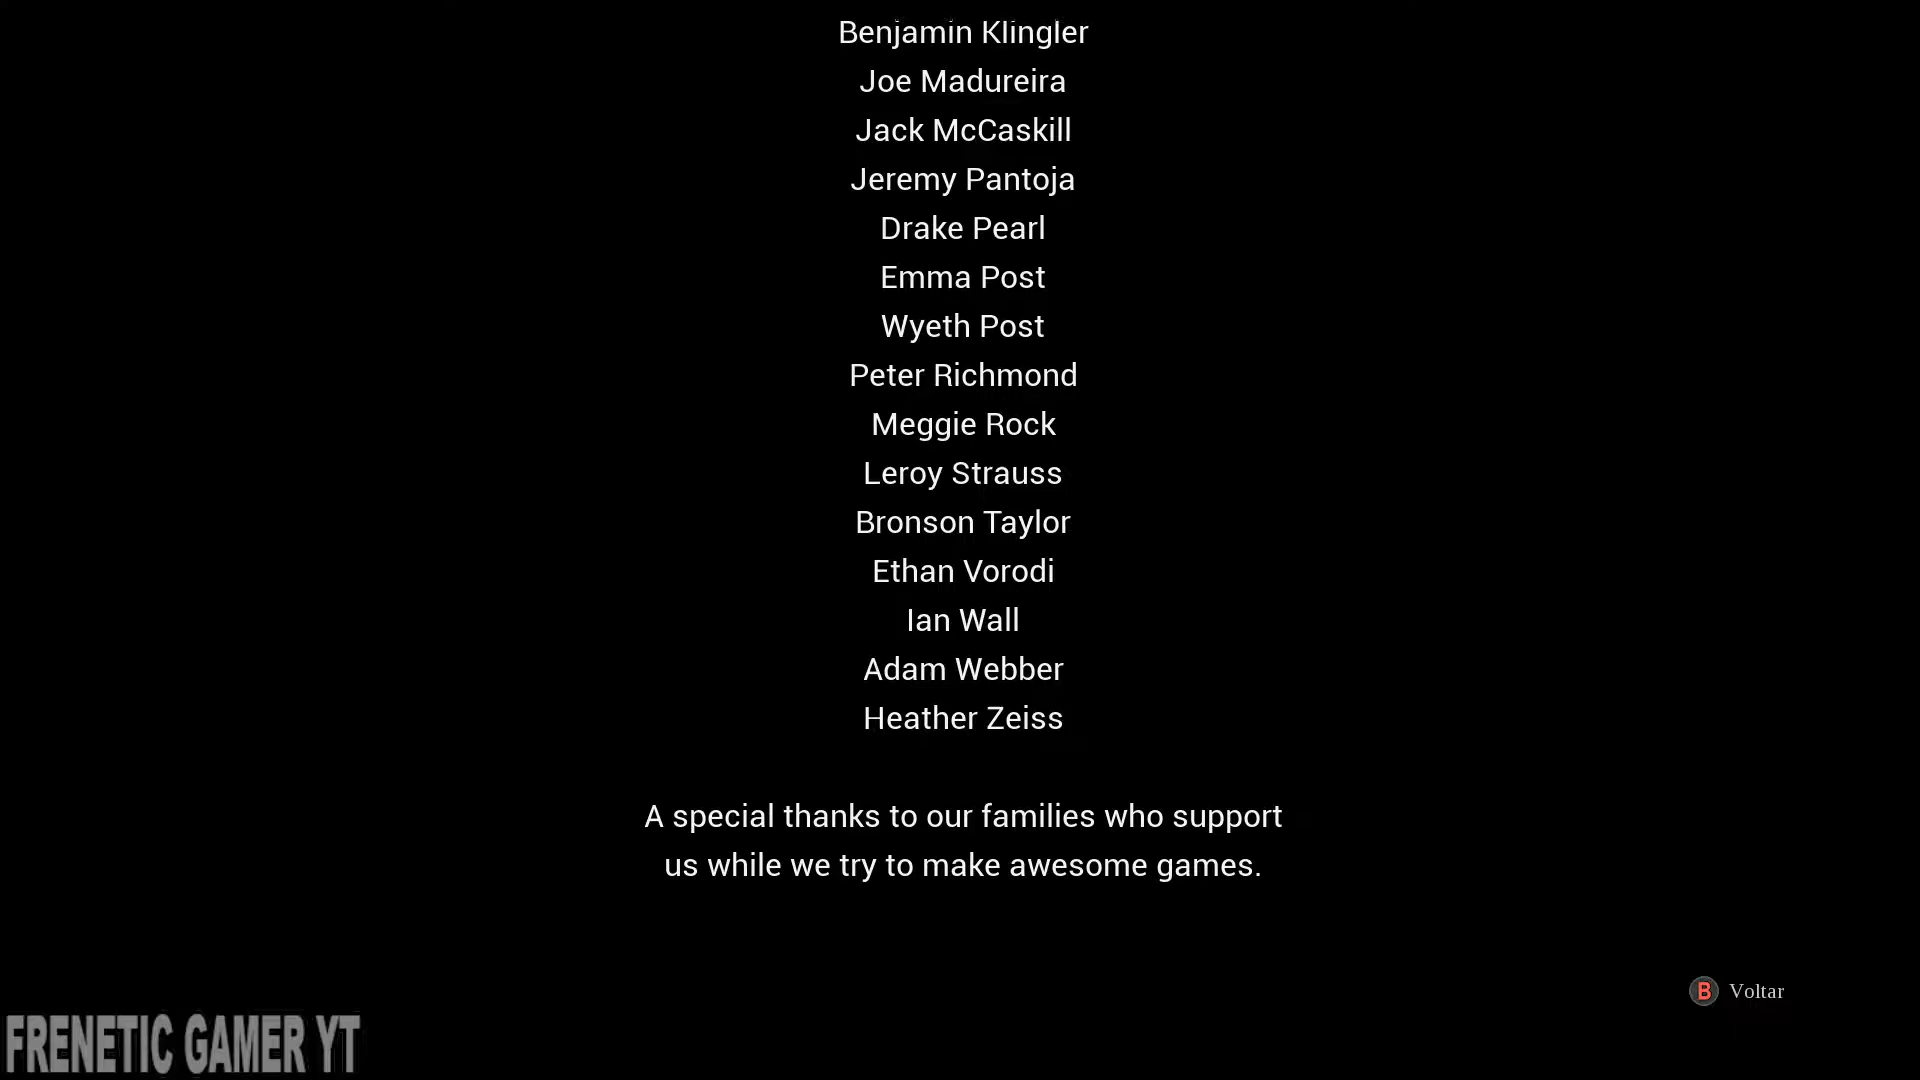 Benjamin Klingler
Joe Madureira
Jack McCaskill
Jeremy Pantoja
Drake Pearl
Emma Post
Wyeth Post
Peter Richmond
Meggie Rock
Leroy Strauss
Bronson Taylor
Ethan Vorodi
Ian Wall
Adam Webber
Heather Zeiss
A special thanks to our families who support
us while we try to make awesome games.
B Voltar
FRENETIC GAMER YT